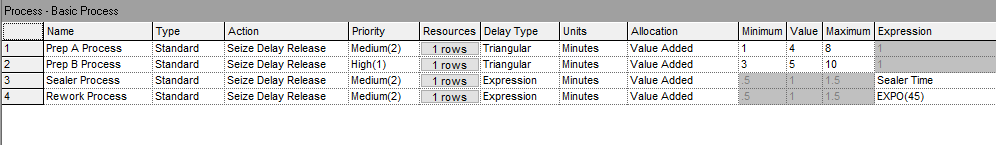 Process - Basic Process
Name Type Action Priority Resources Delay Type Units Allocation Minimum Value Maximum Expression
1 Prep A Process Standard Seize Delay Release Medium(2) 1 rows Triangular Minutes Value Added 1 4 8 1
2 Prep B Process Standard Seize Delay Release High(1) 1 rows Triangular Minutes Value Added 3 5 10 1
3 Sealer Process Standard Seize Delay Release Medium(2) 1 rows Expression Minutes Value Added .5 1 1.5 Sealer Time
4 Rework Process Standard Seize Delay Release Medium(2) 1 rows Expression Minutes Value Added .5 1 1.5 EXPO(45)